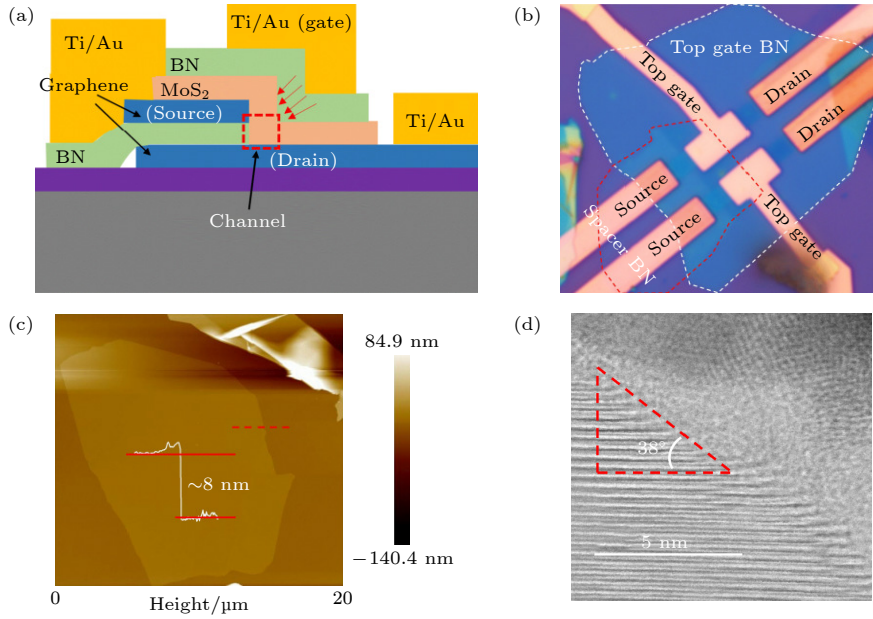 (a)
Ti/Au
Ti/Au (gate)
BN
MoS₂
Graphene
(Source)
Ti/Au
BN
(Drain)
Channel
(b)
Top gate BN
Top gate
Drain
Drain
Source
Source
Spacer BN
Top gate
(c)
84.9 nm
∼8 nm
−140.4 nm
0
Height/µm
20
(d)
38°
5 nm